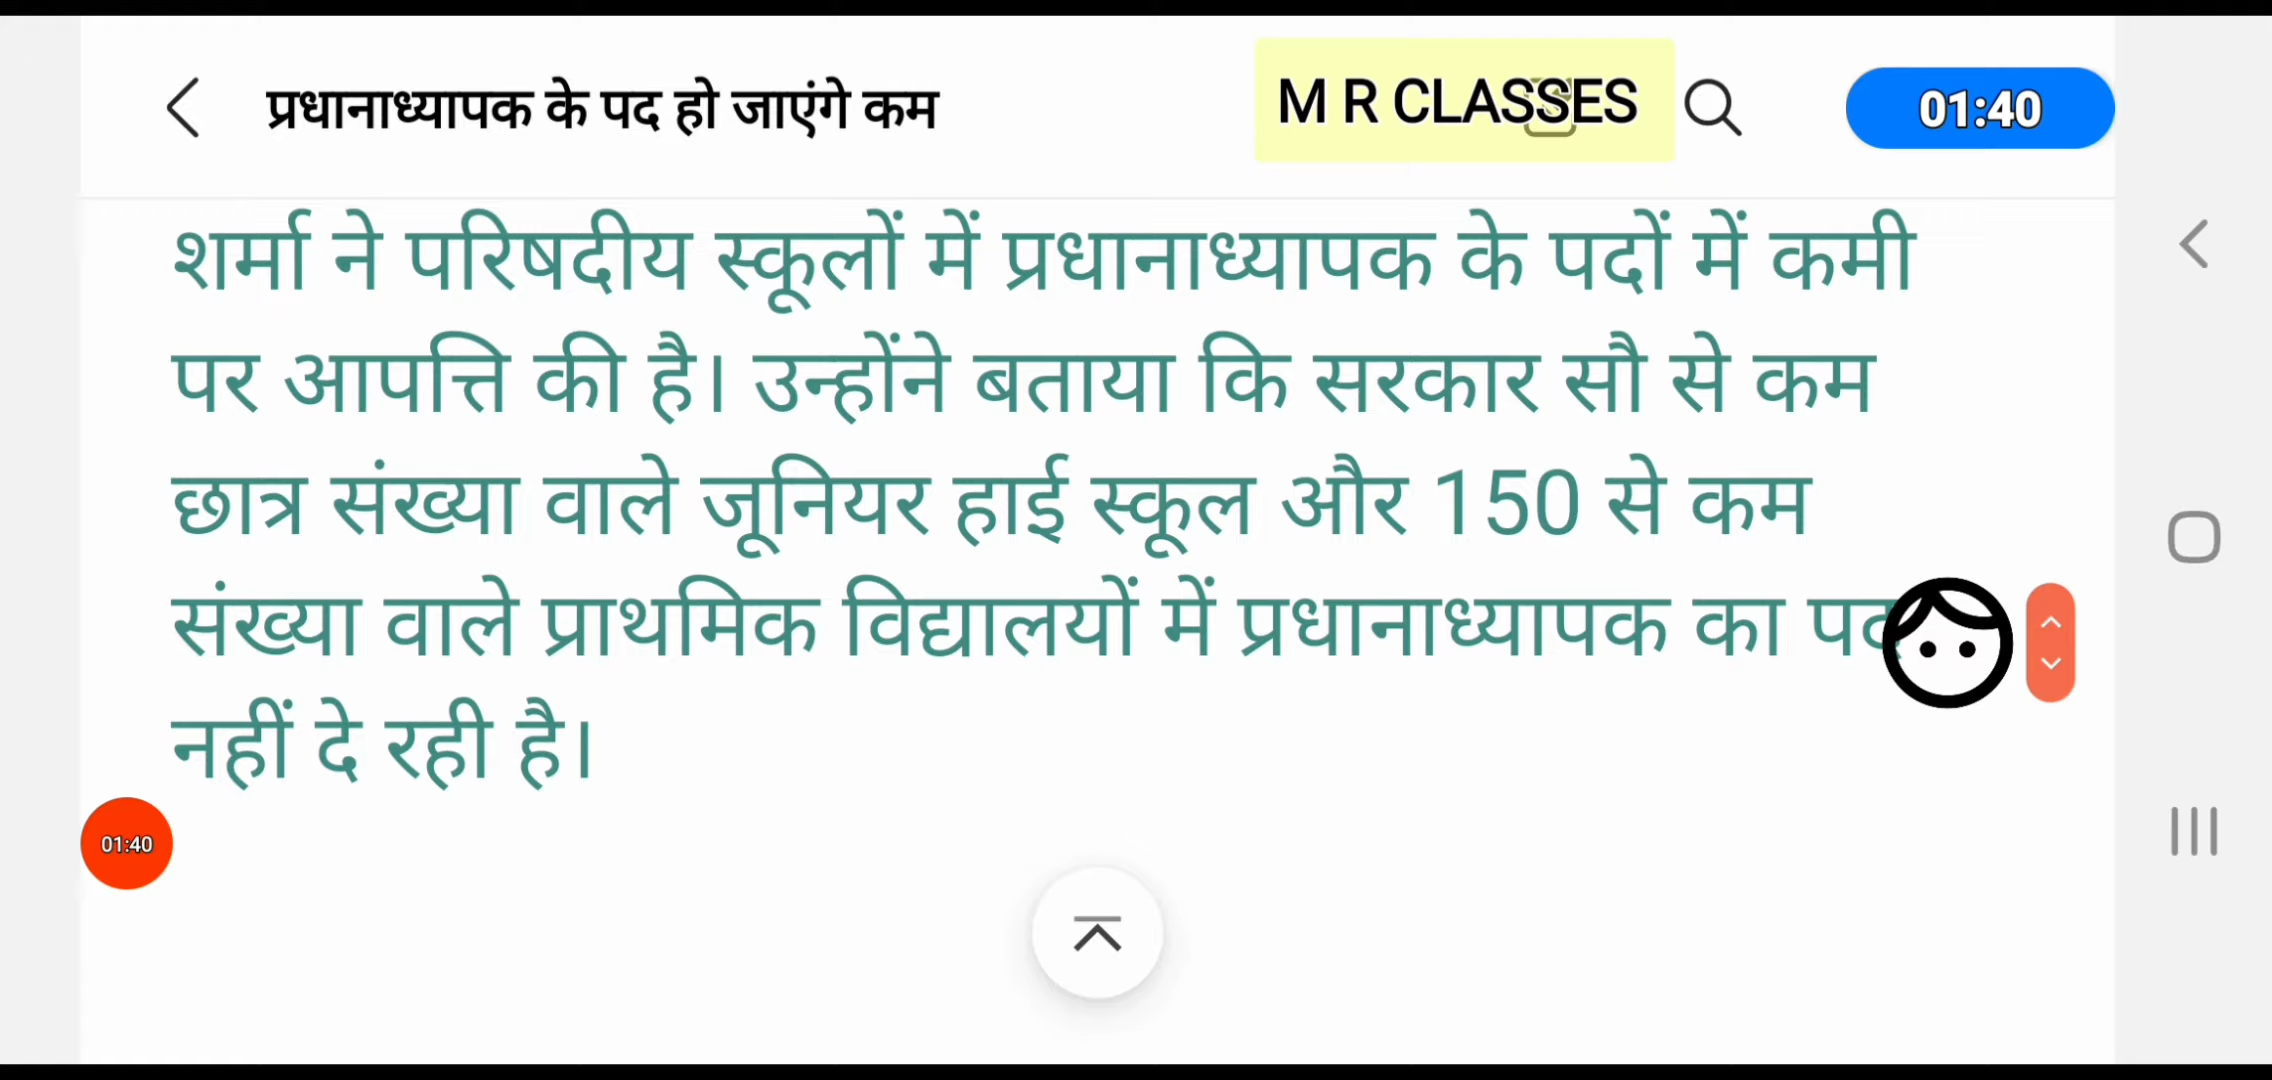 प्रधानाध्यापक के पद हो जाएंगे कम
M R CLASSES
01:40
शर्मा ने परिषदीय स्कूलों में प्रधानाध्यापक के पदों में कमी
पर आपत्ति की है। उन्होंने बताया कि सरकार सौ से कम
छात्र संख्या वाले जूनियर हाई स्कूल और 150 से कम
संख्या वाले प्राथमिक विद्यालयों में प्रधानाध्यापक का पद
नहीं दे रही है।
01:40